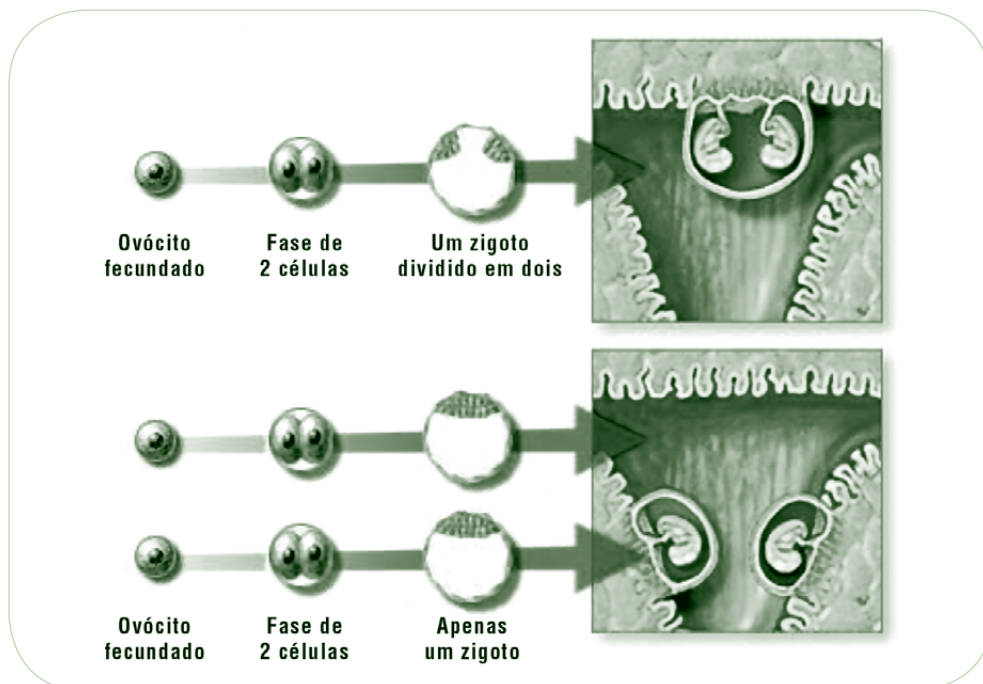 Ovócito
fecundado
Fase de
2 células
Um zigoto
dividido em dois
Ovócito
fecundado
Fase de
2 células
Apenas
um zigoto